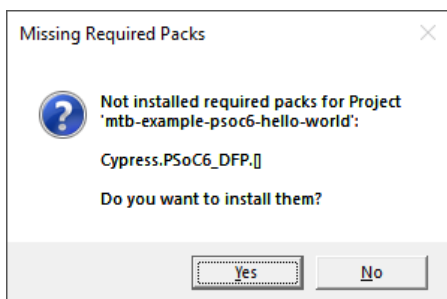 Missing Required Packs
Not installed required packs for Project
'mtb-example-psoc6-hello-world':
Cypress.PSoC6_DFP.[]
Do you want to install them?
Yes
No